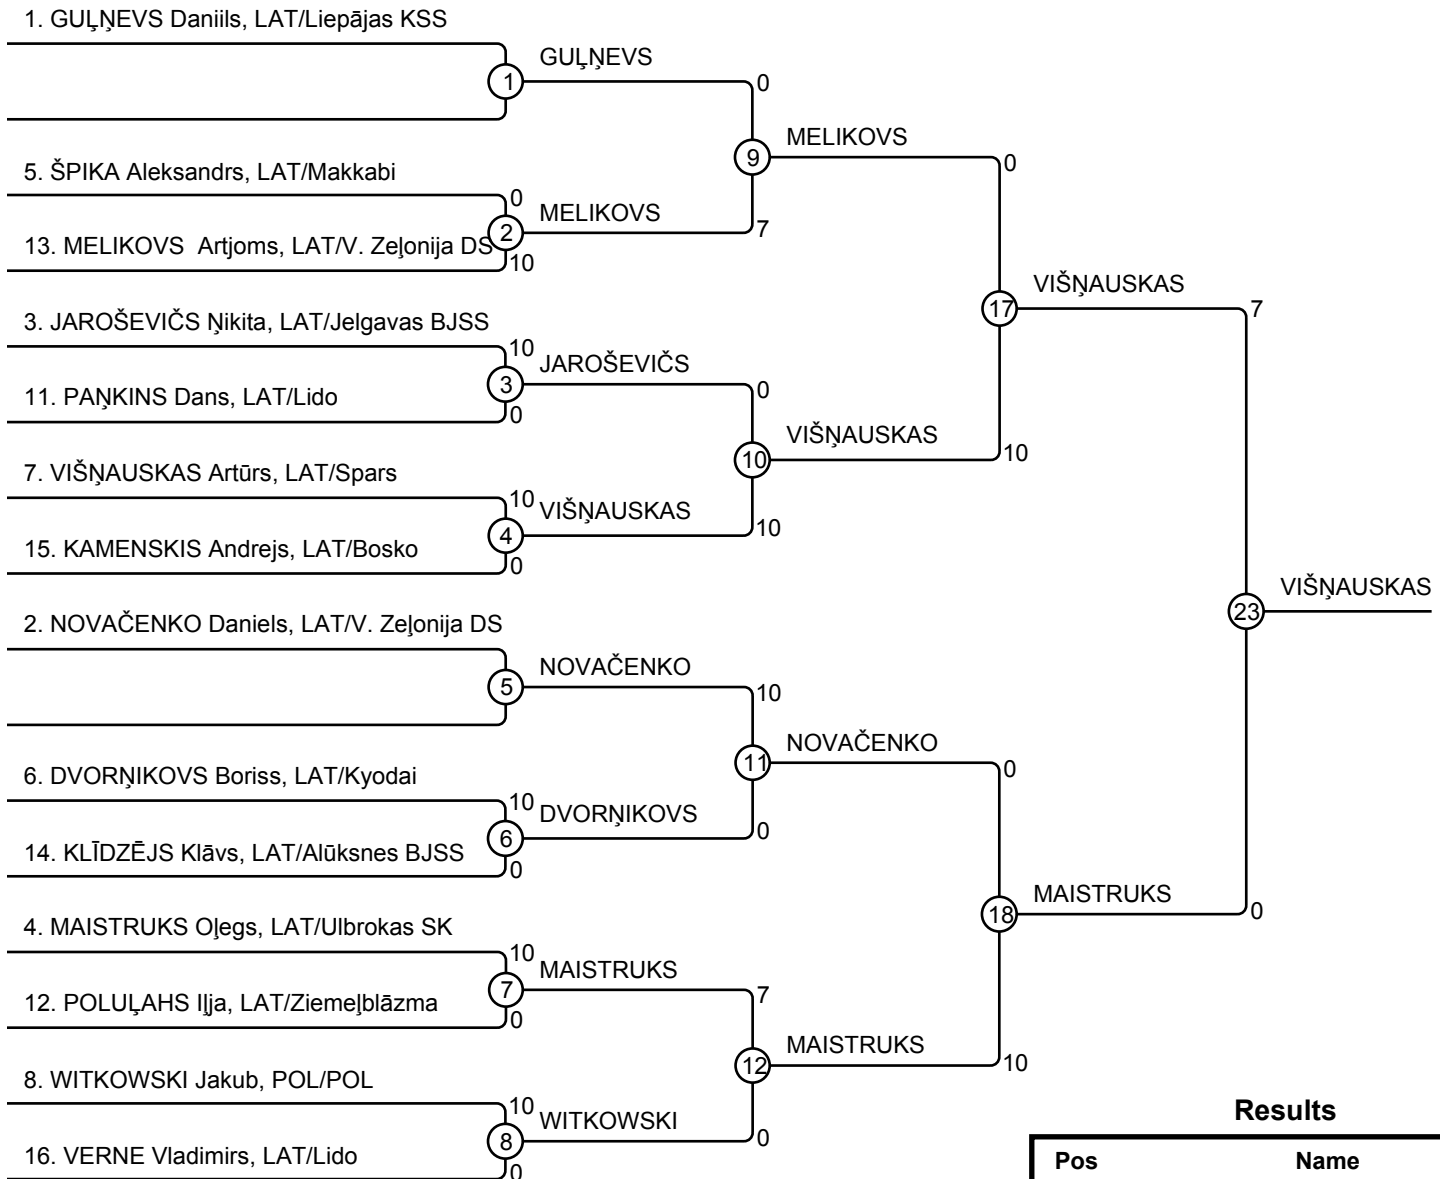 1. GUĻŅEVS Daniils, LAT/Liepājas KSS
GUĻŅEVS
1
0
MELIKOVS
9
0
5. ŠPIKA Aleksandrs, LAT/Makkabi
0
MELIKOVS
2
7
13. MELIKOVS  Artjoms, LAT/V. Zeļonija DS
10
VIŠŅAUSKAS
17
7
3. JAROŠEVIČS Ņikita, LAT/Jelgavas BJSS
10
JAROŠEVIČS
3
0
11. PAŅKINS Dans, LAT/Lido
0
VIŠŅAUSKAS
10
10
7. VIŠŅAUSKAS Artūrs, LAT/Spars
10
VIŠŅAUSKAS
4
10
15. KAMENSKIS Andrejs, LAT/Bosko
0
VIŠŅAUSKAS
23
2. NOVAČENKO Daniels, LAT/V. Zeļonija DS
NOVAČENKO
5
10
NOVAČENKO
11
0
6. DVORŅIKOVS Boriss, LAT/Kyodai
10
DVORŅIKOVS
6
0
14. KLĪDZĒJS Klāvs, LAT/Alūksnes BJSS
0
MAISTRUKS
18
0
4. MAISTRUKS Oļegs, LAT/Ulbrokas SK
10
MAISTRUKS
7
7
12. POLUĻAHS Iļja, LAT/Ziemeļblāzma
0
MAISTRUKS
12
10
8. WITKOWSKI Jakub, POL/POL
10
WITKOWSKI
8
0
16. VERNE Vladimirs, LAT/Lido
0
Results
Pos Name